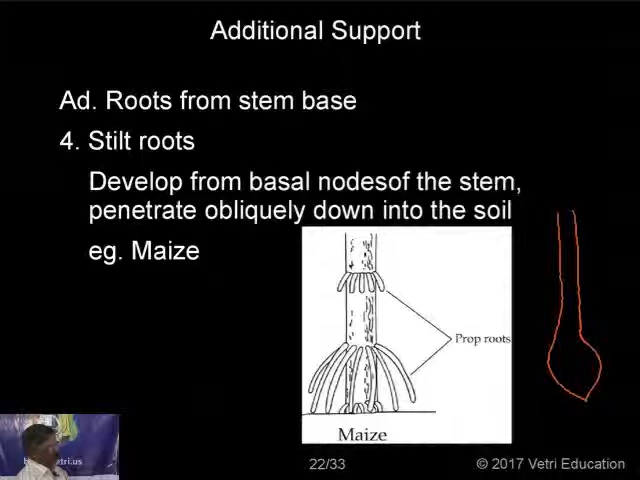 Additional Support
Ad. Roots from stem base
4. Stilt roots
Develop from basal nodesof the stem,
penetrate obliquely down into the soil
eg. Maize
Prop roots
Maize
22/33
© 2017 Vetri Education